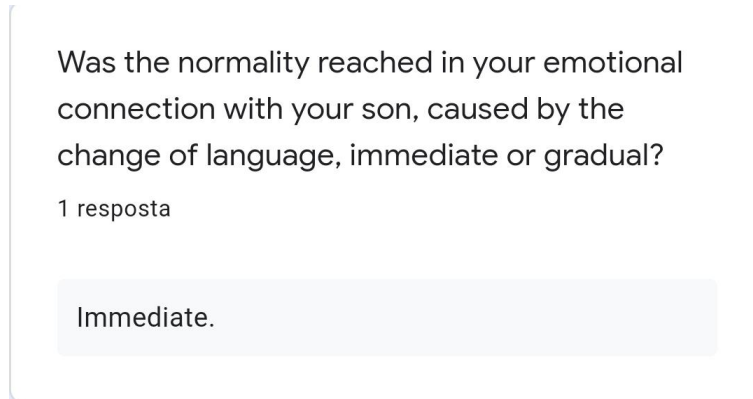 Was the normality reached in your emotional
connection with your son, caused by the
change of language, immediate or gradual?
1 resposta
Immediate.